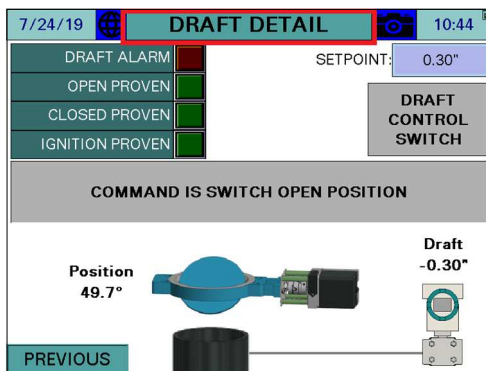 7/24/19 DRAFT DETAIL 10:44
DRAFT ALARM
SETPOINT: 0.30"
OPEN PROVEN
CLOSED PROVEN
IGNITION PROVEN
DRAFT
CONTROL
SWITCH
COMMAND IS SWITCH OPEN POSITION
Position
49.7°
Draft
-0.30"
PREVIOUS